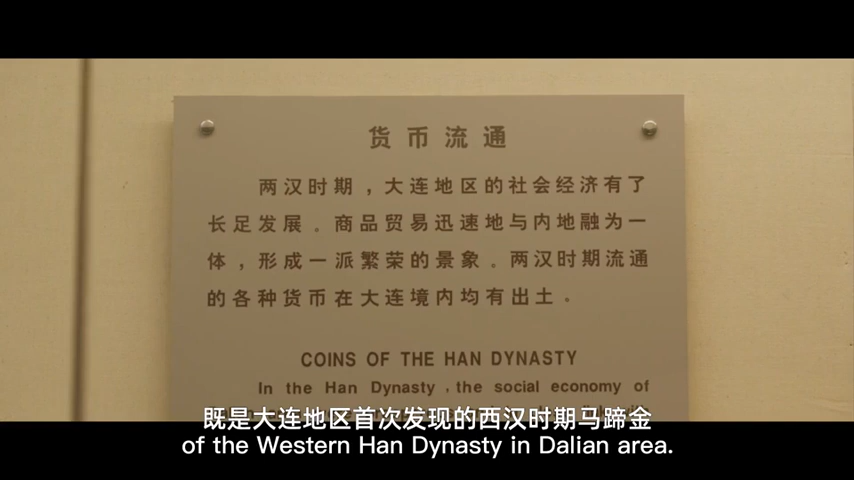 货币流通
两汉时期，大连地区的社会经济有了
长足发展。商品贸易迅速地与内地融为一
体，形成一派繁荣的景象。两汉时期流通
的各种货币在大连境内均有出土。
COINS OF THE HAN DYNASTY
In the Han Dynasty , the social economy of
既是大连地区首次发现的西汉时期马蹄金
of the Western Han Dynasty in Dalian area.